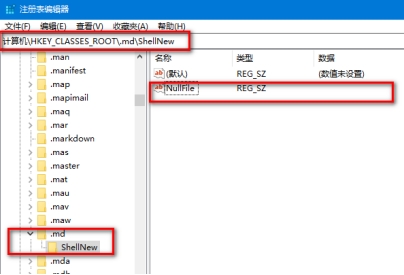 注册表编辑器
文件(F) 编辑(E) 查看(V) 收藏夹(A) 帮助(H)
计算机\HKEY_CLASSES_ROOT\.md\ShellNew
名称 类型 数据
(默认) REG_SZ (数值未设置)
NullFile REG_SZ
.man
.manifest
.map
.mapimail
.maq
.mar
.markdown
.mas
.master
.mat
.mau
.mav
.maw
.md
ShellNew
.mda
.mdb